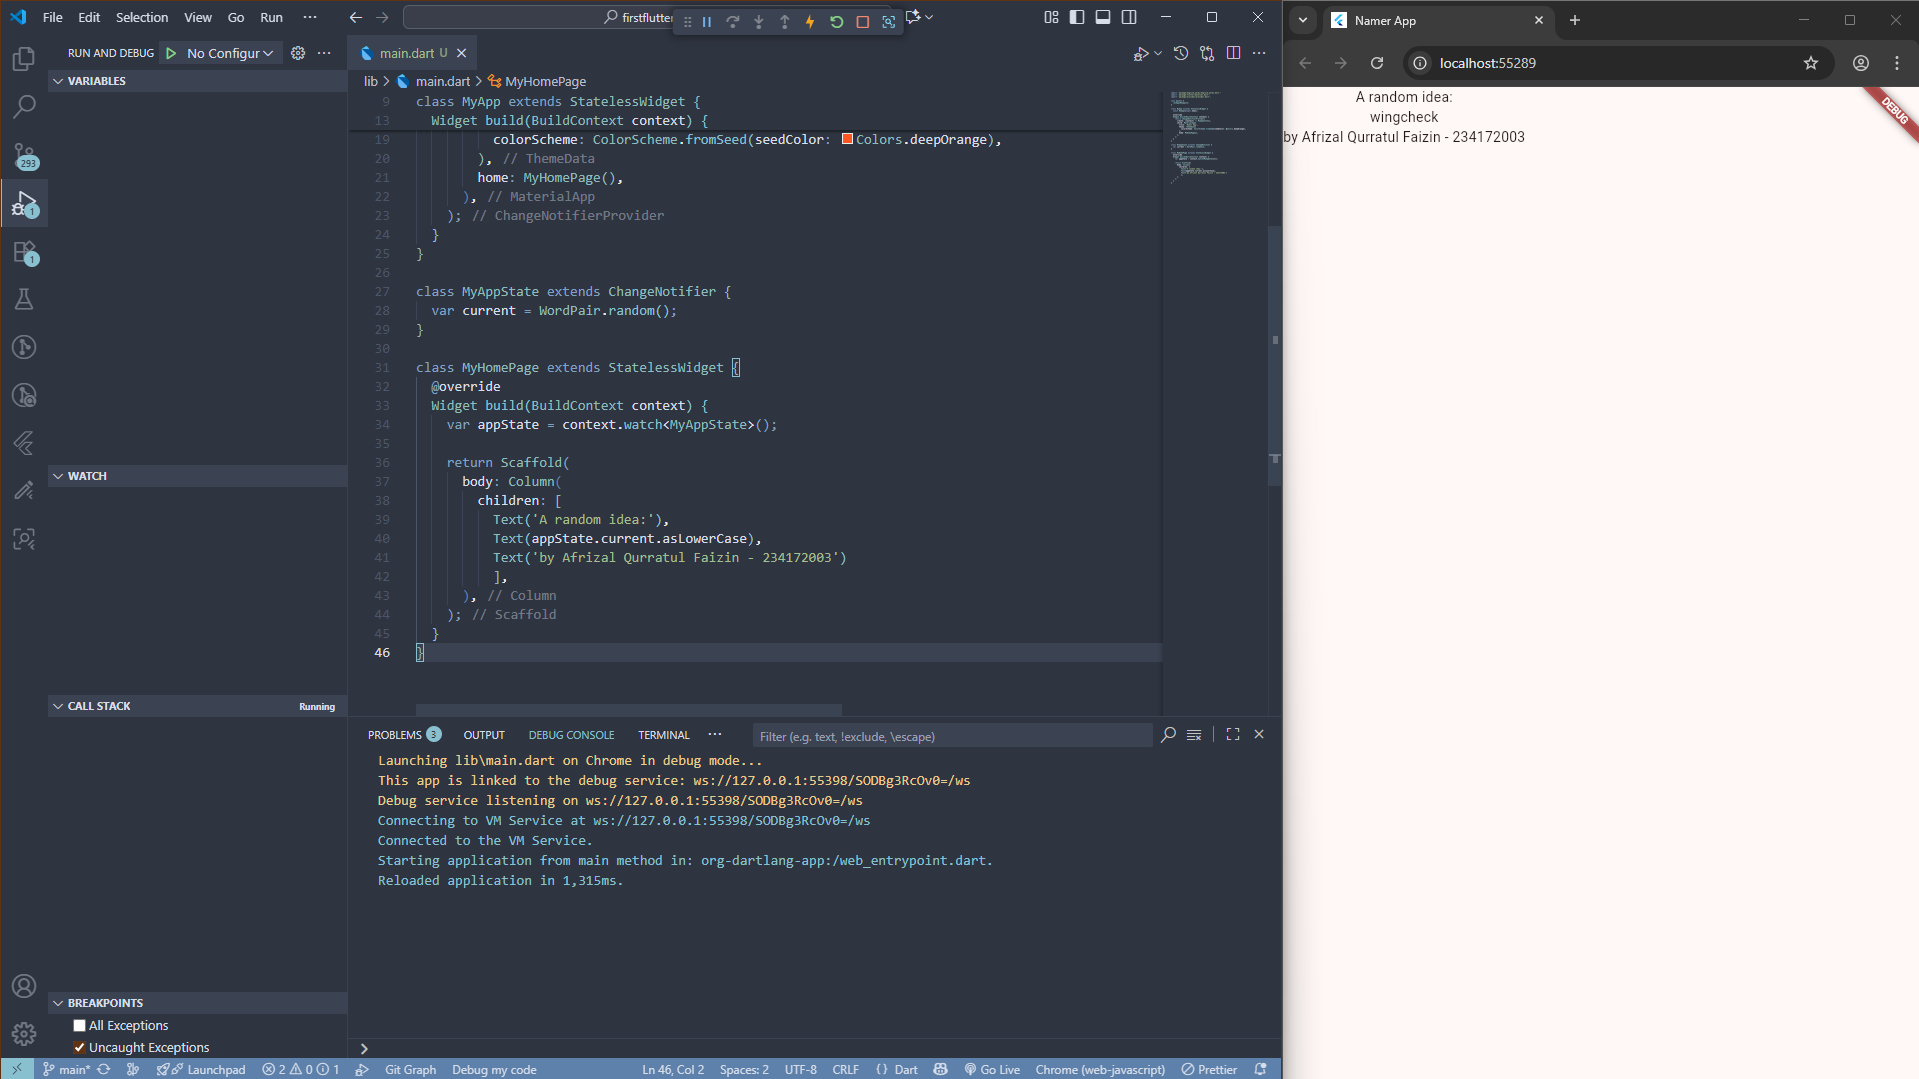 File Edit Selection View Go Run ···
firstflutter
RUN AND DEBUG No Configur
VARIABLES
WATCH
CALL STACK Running
BREAKPOINTS
All Exceptions
Uncaught Exceptions
293
1
1
main.dart U
lib > main.dart > MyHomePage
9 class MyApp extends StatelessWidget {
13 Widget build(BuildContext context) {
19 colorScheme: ColorScheme.fromSeed(seedColor: Colors.deepOrange),
20 ), // ThemeData
21 home: MyHomePage(),
22 ), // MaterialApp
23 ); // ChangeNotifierProvider
24 }
25 }
26
27 class MyAppState extends ChangeNotifier {
28 var current = WordPair.random();
29 }
30
31 class MyHomePage extends StatelessWidget {
32 @override
33 Widget build(BuildContext context) {
34 var appState = context.watch<MyAppState>();
35
36 return Scaffold(
37 body: Column(
38 children: [
39 Text('A random idea:'),
40 Text(appState.current.asLowerCase),
41 Text('by Afrizal Qurratul Faizin - 234172003')
42 ],
43 ), // Column
44 ); // Scaffold
45 }
46 }
PROBLEMS 3 OUTPUT DEBUG CONSOLE TERMINAL ··· Filter (e.g. text, !exclude, \escape)
Launching lib\main.dart on Chrome in debug mode...
This app is linked to the debug service: ws://127.0.0.1:55398/SODBg3RcOv0=/ws
Debug service listening on ws://127.0.0.1:55398/SODBg3RcOv0=/ws
Connecting to VM Service at ws://127.0.0.1:55398/SODBg3RcOv0=/ws
Connected to the VM Service.
Starting application from main method in: org-dartlang-app:/web_entrypoint.dart.
Reloaded application in 1,315ms.
main* Launchpad 2 0 1 Git Graph Debug my code Ln 46, Col 2 Spaces: 2 UTF-8 CRLF {} Dart Go Live Chrome (web-javascript) Prettier
Namer App
localhost:55289
A random idea:
wingcheck
by Afrizal Qurratul Faizin - 234172003
DEBUG